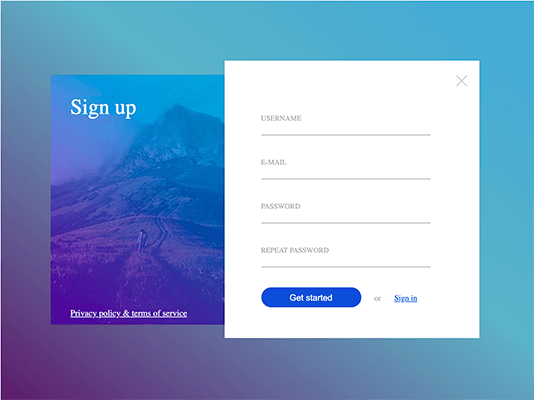 Sign up
Privacy policy & terms of service
USERNAME
E-MAIL
PASSWORD
REPEAT PASSWORD
Get started
or
Sign in